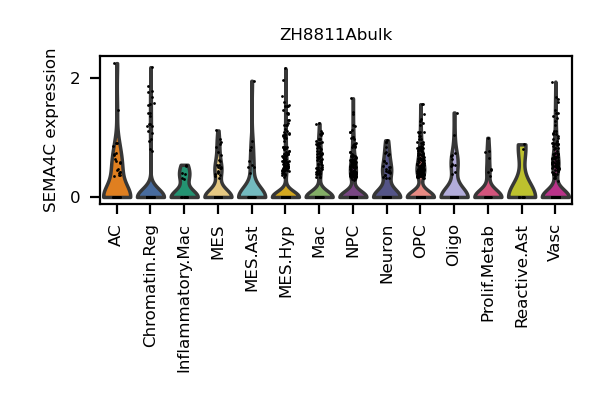 ZH8811Abulk
SEMA4C expression
2
0
AC
Chromatin.Reg
Inflammatory.Mac
MES
MES.Ast
MES.Hyp
Mac
NPC
Neuron
OPC
Oligo
Prolif.Metab
Reactive.Ast
Vasc